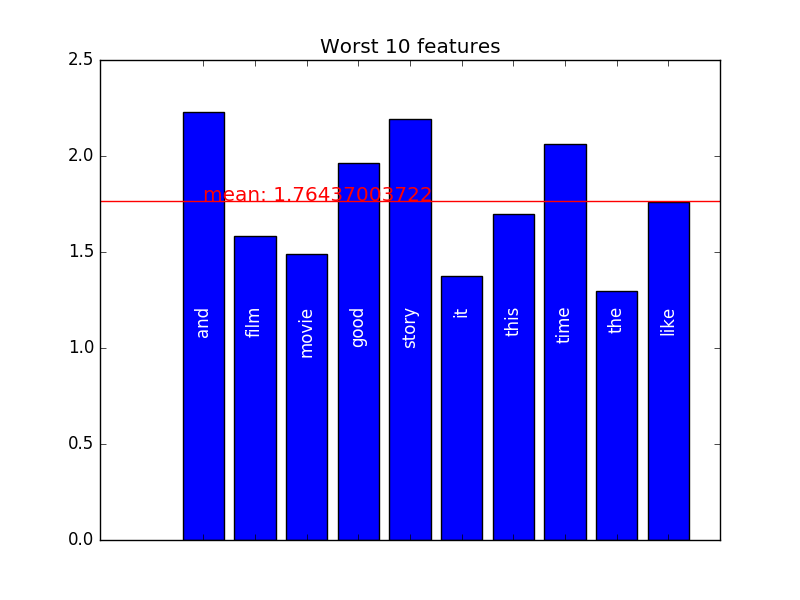 Worst 10 features
2.5
2.0
1.5
1.0
0.5
0.0
mean: 1.76437003722
and
film
movie
good
story
it
this
time
the
like